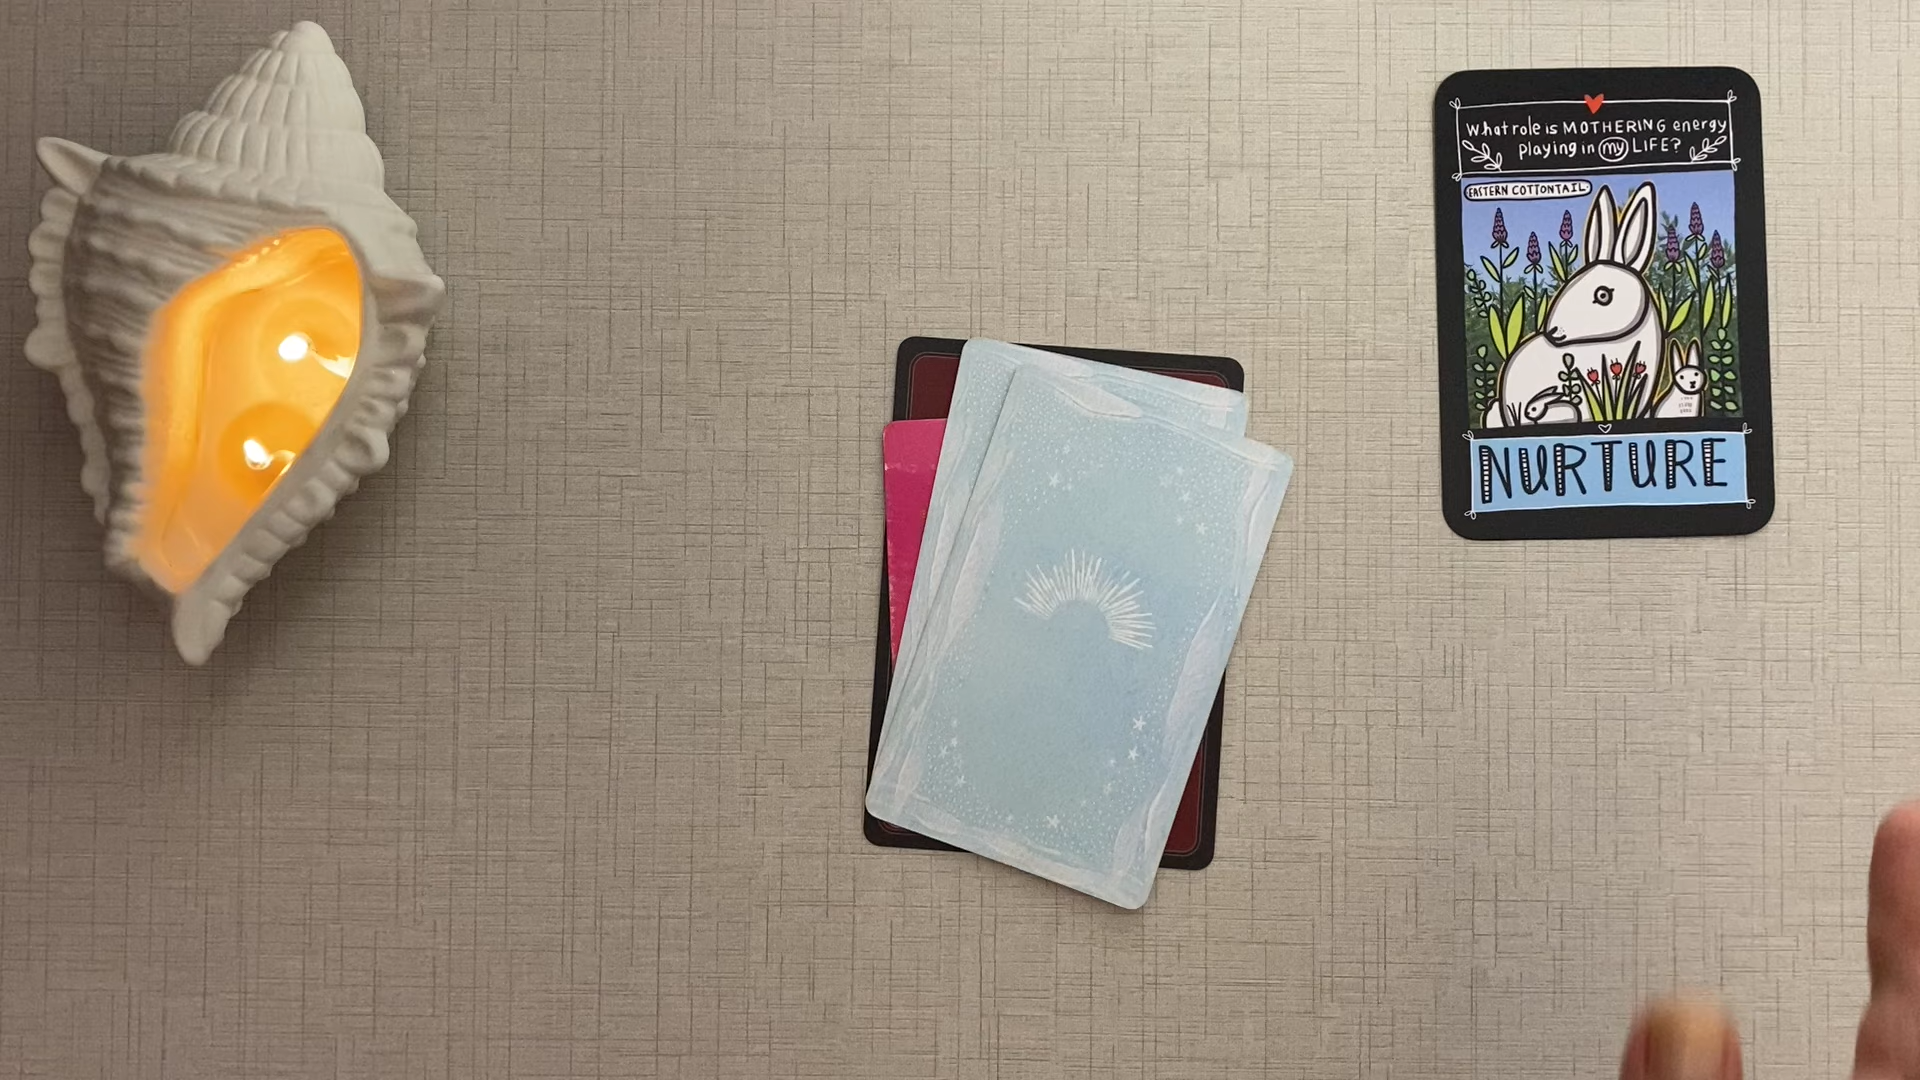 What role is MOTHERING energy
playing in my LIFE?
EASTERN COTTONTAIL
NURTURE